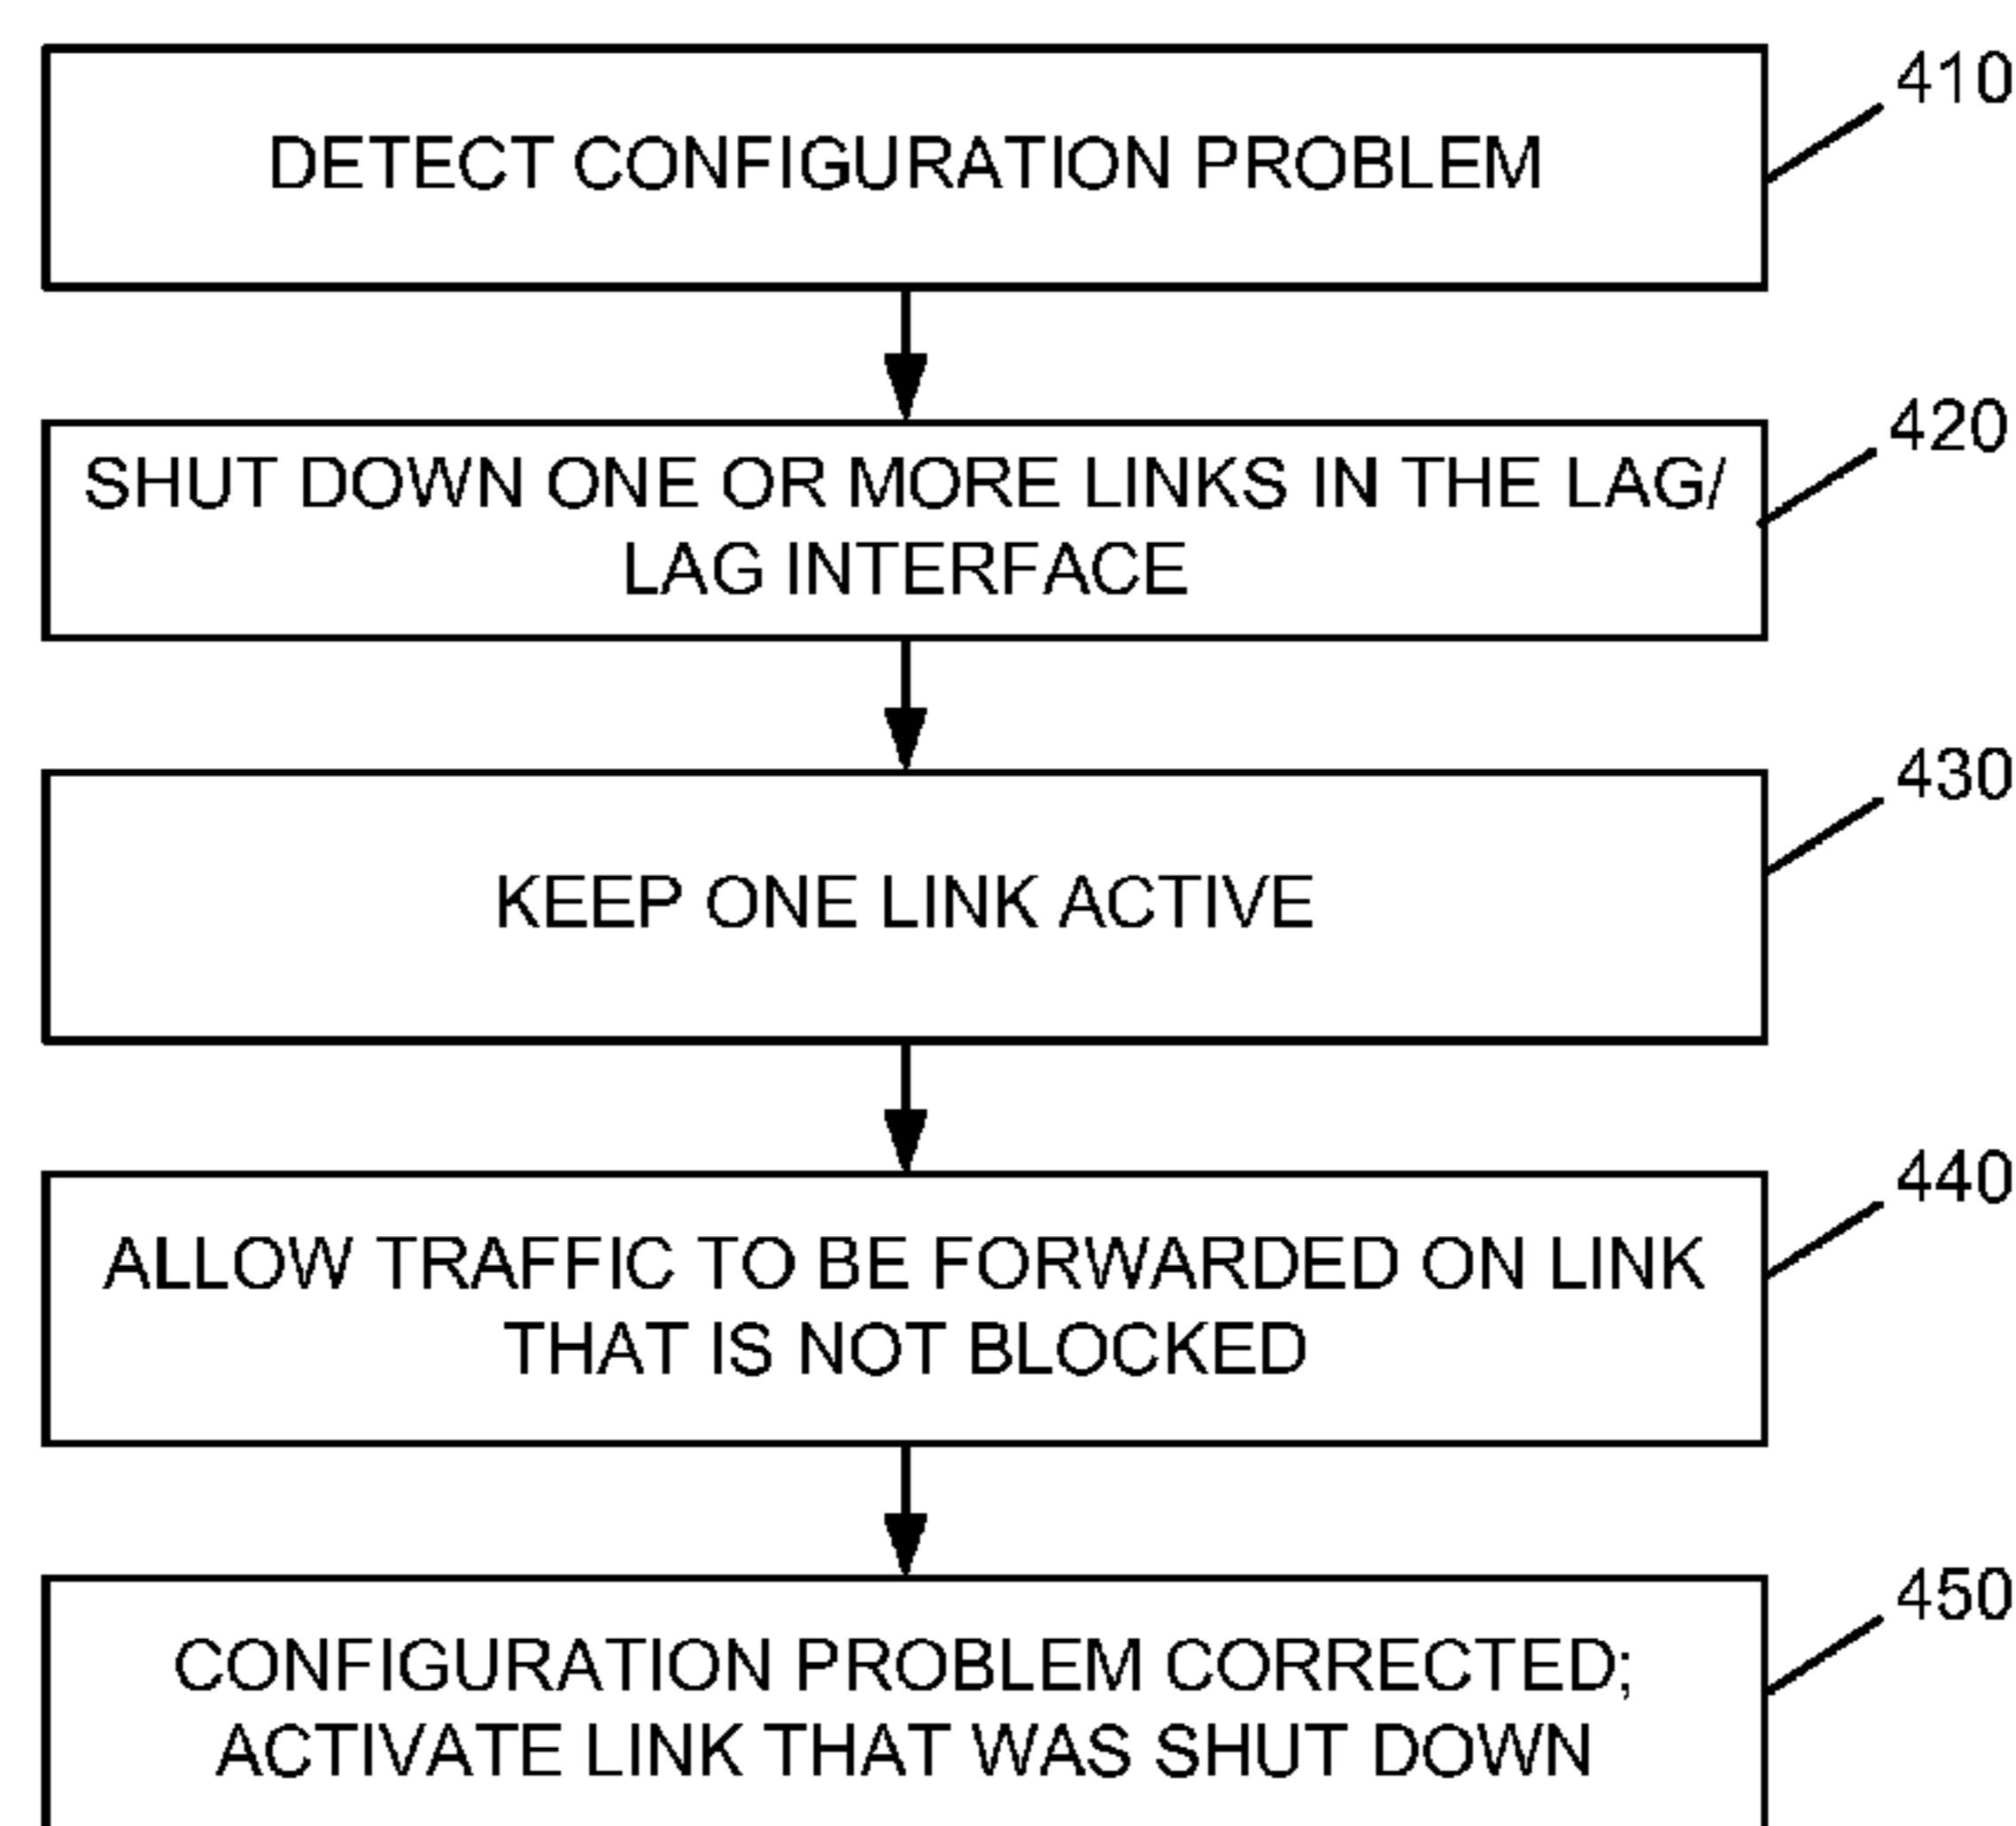 410
DETECT CONFIGURATION PROBLEM
420
SHUT DOWN ONE OR MORE LINKS IN THE LAG/
LAG INTERFACE
430
KEEP ONE LINK ACTIVE
440
ALLOW TRAFFIC TO BE FORWARDED ON LINK
THAT IS NOT BLOCKED
450
CONFIGURATION PROBLEM CORRECTED;
ACTIVATE LINK THAT WAS SHUT DOWN